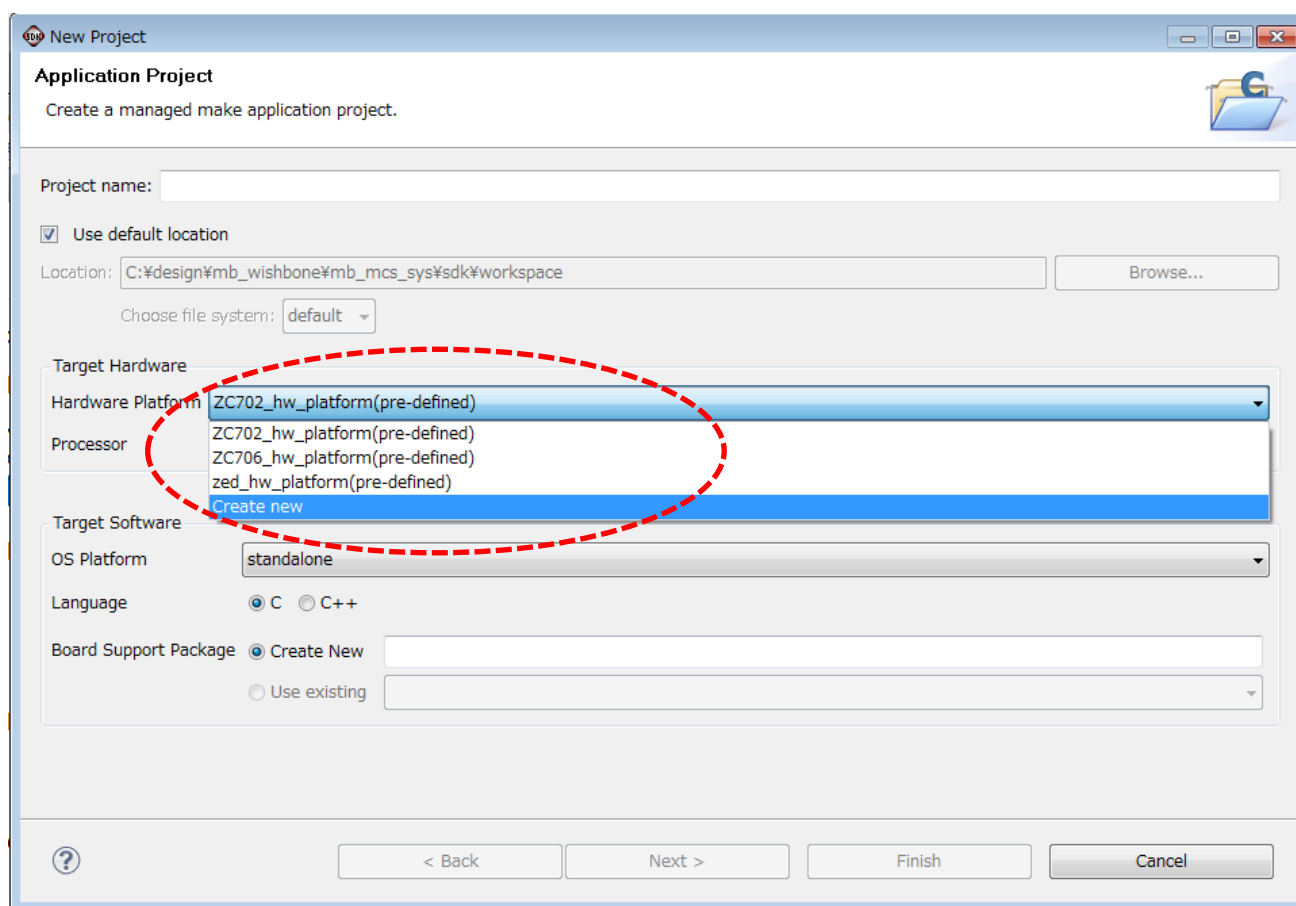 SDK New Project
Application Project
Create a managed make application project.
C
Project name:
Use default location
Location: C:¥design¥mb_wishbone¥mb_mcs_sys¥sdk¥workspace Browse...
Choose file system: default
Target Hardware
Hardware Platform ZC702_hw_platform(pre-defined)
ZC702_hw_platform(pre-defined)
Processor
ZC706_hw_platform(pre-defined)
zed_hw_platform(pre-defined)
Create new
Target Software
OS Platform standalone
Language C C++
Board Support Package Create New
Use existing
? < Back Next > Finish Cancel